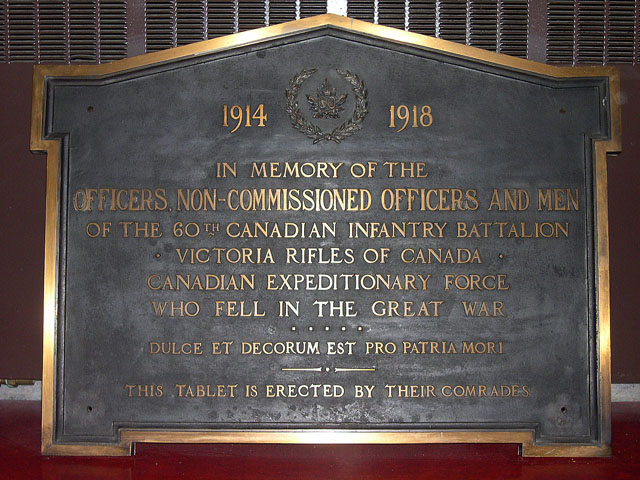 1914 1918
IN MEMORY OF THE
OFFICERS, NON-COMMISSIONED OFFICERS AND MEN
OF THE 60TH CANADIAN INFANTRY BATTALION
· VICTORIA RIFLES OF CANADA ·
CANADIAN EXPEDITIONARY FORCE
WHO FELL IN THE GREAT WAR
DULCE ET DECORUM EST PRO PATRIA MORI
THIS TABLET IS ERECTED BY THEIR COMRADES